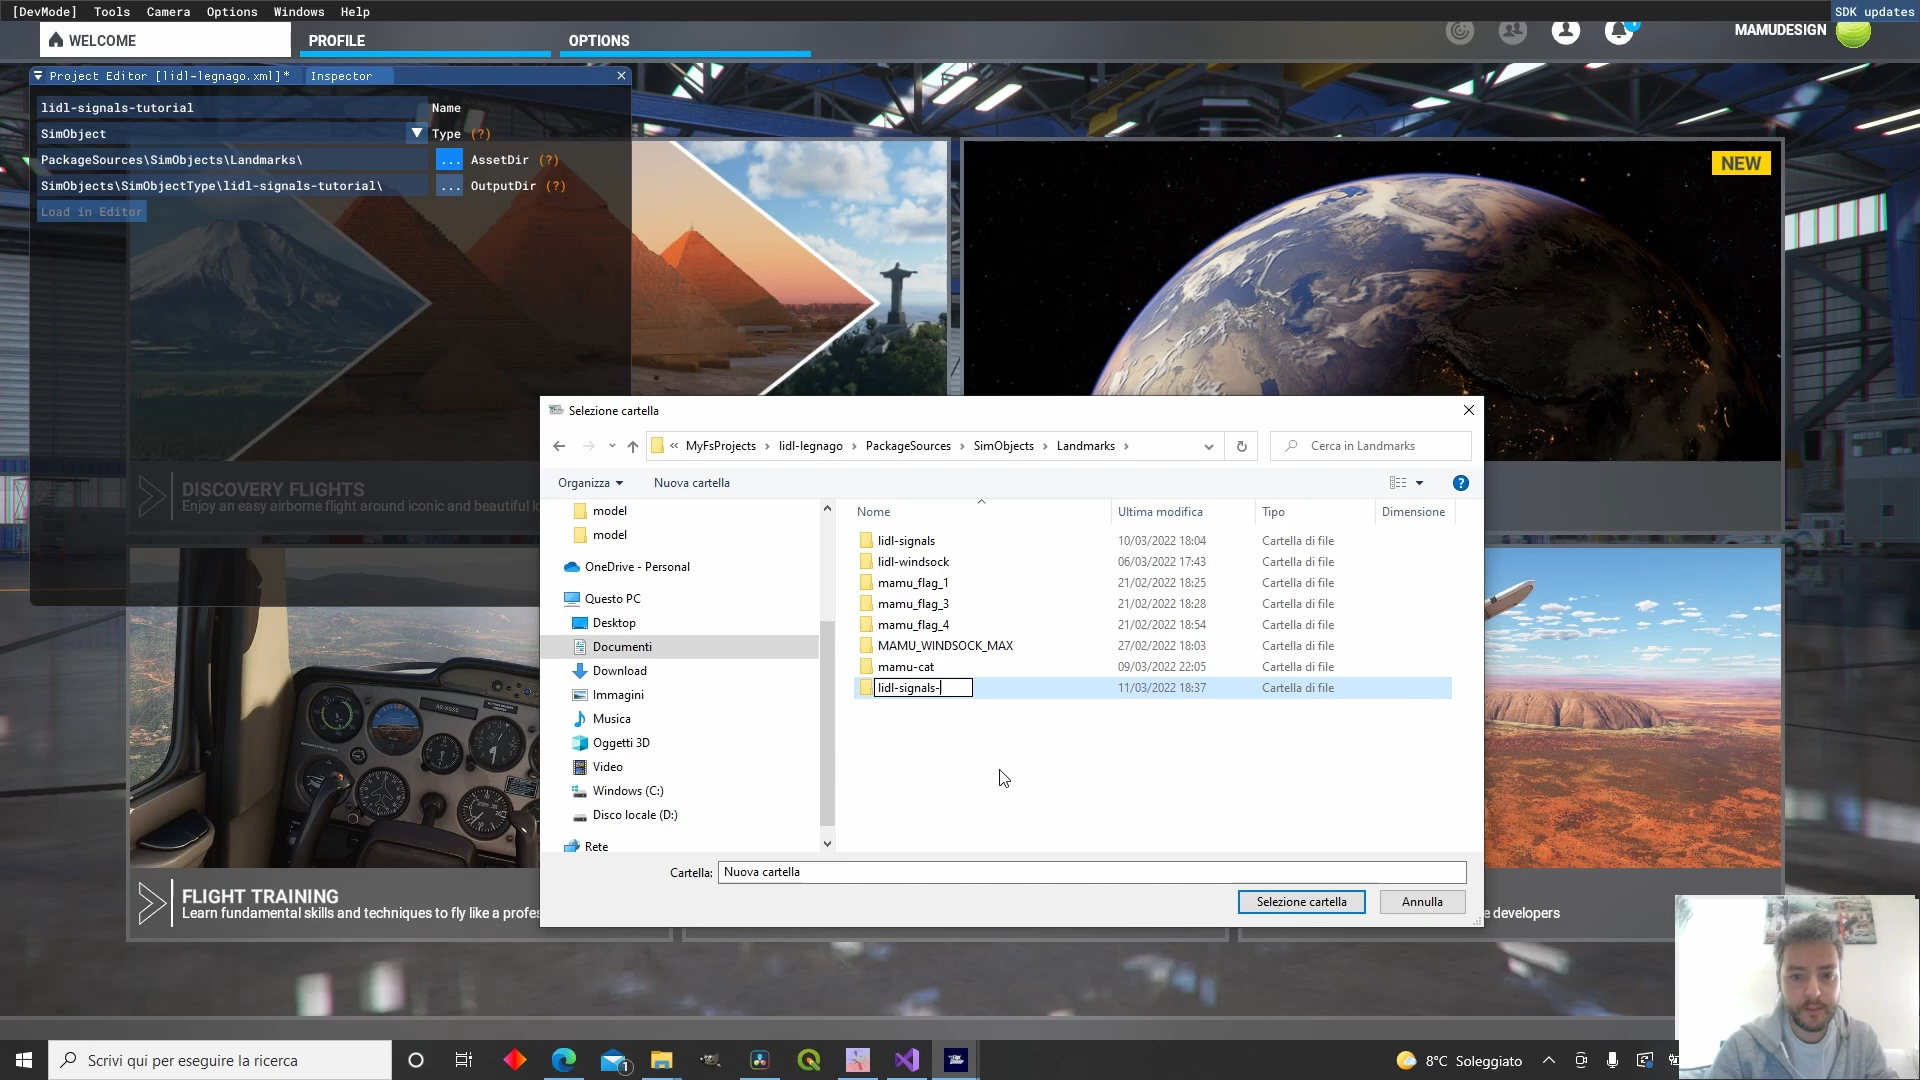 [DevMode] Tools Camera Options Windows Help
SDK updates
WELCOME
PROFILE
OPTIONS
MAMUDESIGN
Project Editor [lidl-legnago.xml]*
Inspector
lidl-signals-tutorial
Name
SimObject
Type (?)
PackageSources\SimObjects\Landmarks\
... AssetDir (?)
SimObjects\SimObjectType\lidl-signals-tutorial\
... OutputDir (?)
Load in Editor
NEW
DISCOVERY FLIGHTS
Enjoy an easy airborne flight around iconic and beautiful
Selezione cartella
« MyFsProjects › lidl-legnago › PackageSources › SimObjects › Landmarks ›
Cerca in Landmarks
Organizza
Nuova cartella
model
model
OneDrive - Personal
Questo PC
Desktop
Documenti
Download
Immagini
Musica
Oggetti 3D
Video
Windows (C:)
Disco locale (D:)
Rete
Nome Ultima modifica Tipo Dimensione
lidl-signals 10/03/2022 18:04 Cartella di file
lidl-windsock 06/03/2022 17:43 Cartella di file
mamu_flag_1 21/02/2022 18:25 Cartella di file
mamu_flag_3 21/02/2022 18:28 Cartella di file
mamu_flag_4 21/02/2022 18:54 Cartella di file
MAMU_WINDSOCK_MAX 27/02/2022 18:03 Cartella di file
mamu-cat 09/03/2022 22:05 Cartella di file
lidl-signals- 11/03/2022 18:37 Cartella di file
Cartella: Nuova cartella
Selezione cartella
Annulla
FLIGHT TRAINING
Learn fundamental skills and techniques to fly like a
developers
Scrivi qui per eseguire la ricerca
1
8°C Soleggiato